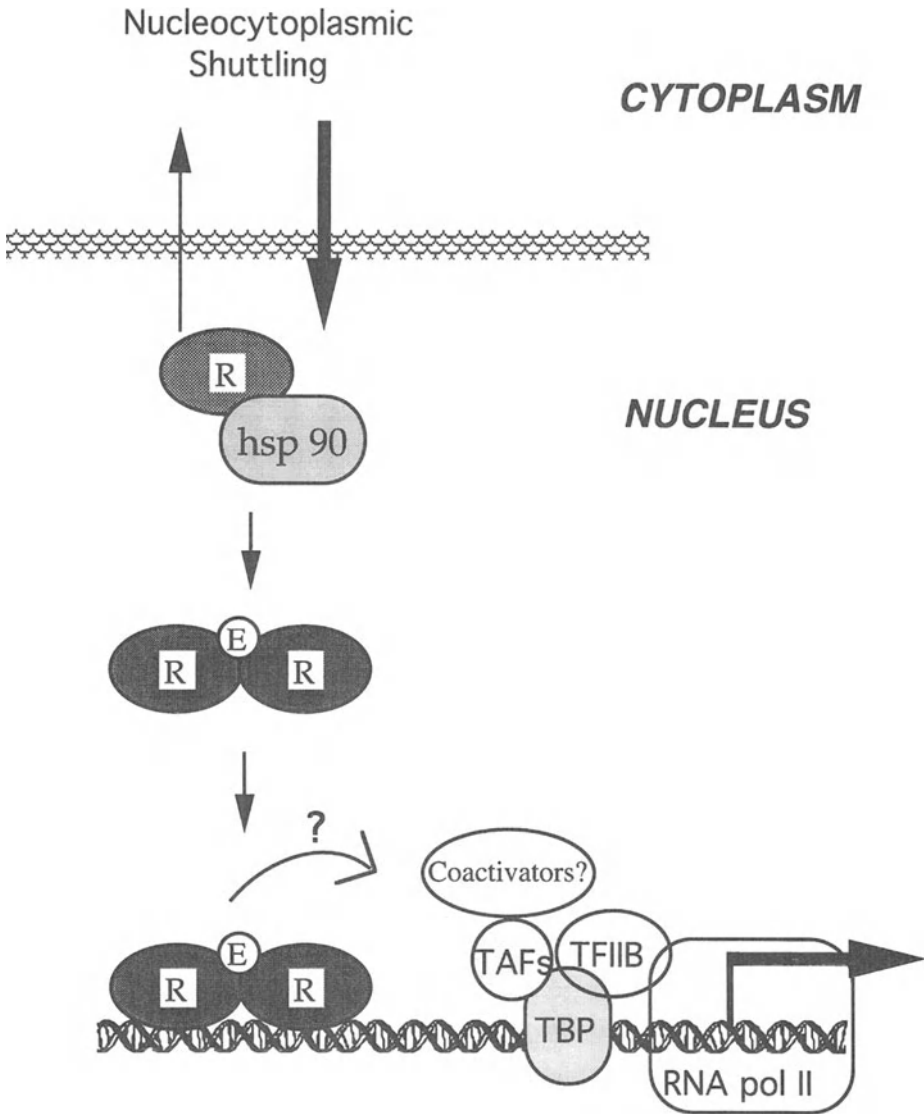 Nucleocytoplasmic
Shuttling
CYTOPLASM
R
hsp 90
NUCLEUS
E
R R
?
Coactivators?
E
R R
TAFs TFIIB
TBP
RNA pol II